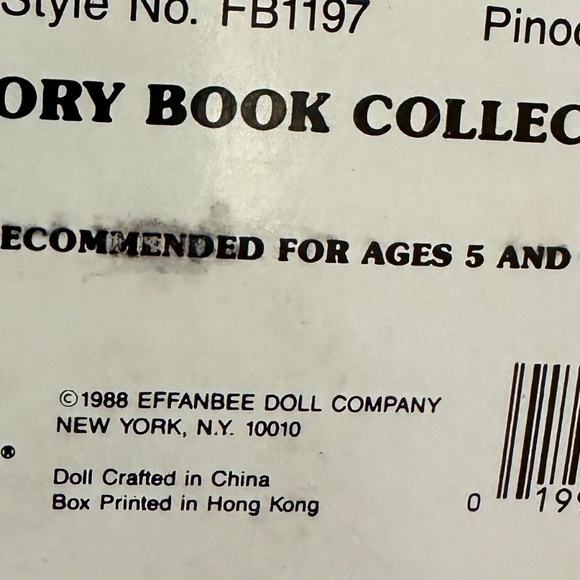 Style No. FB1197 Pinoc
ORY BOOK COLLEC
ECOMMENDED FOR AGES 5 AND
©1988 EFFANBEE DOLL COMPANY
NEW YORK, N.Y. 10010
®
Doll Crafted in China
Box Printed in Hong Kong
0 199